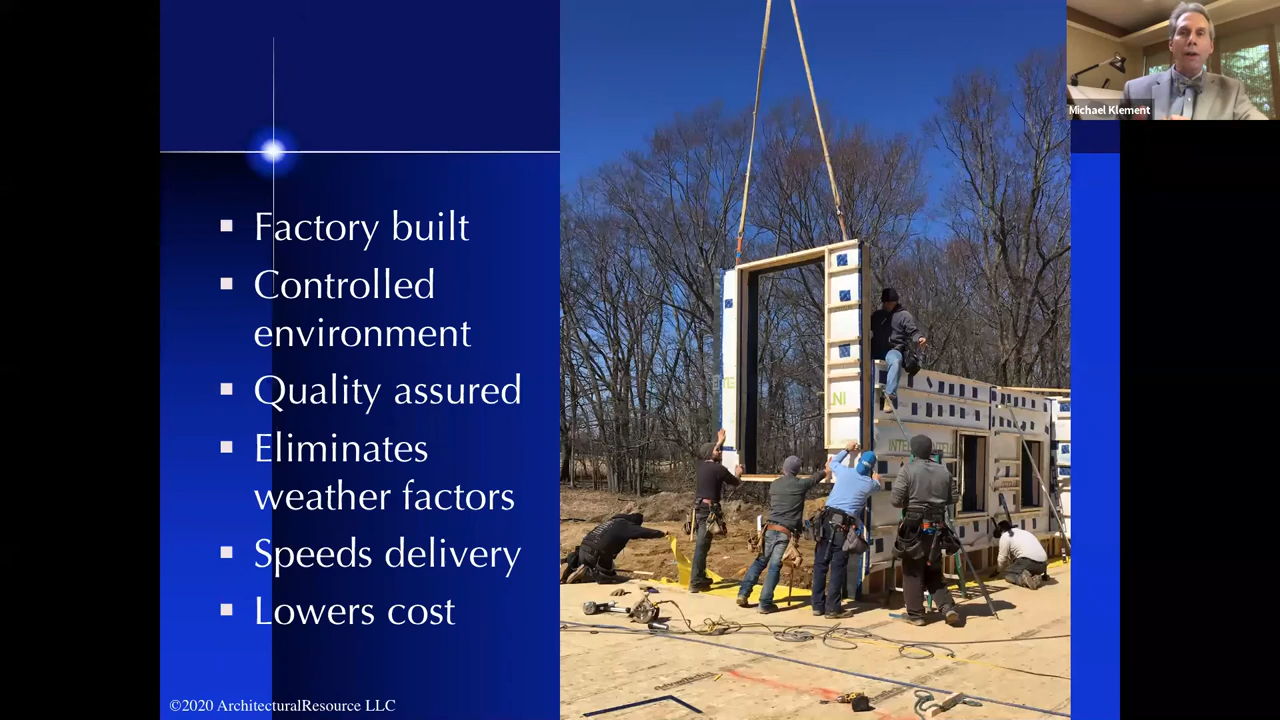 Michael Klement
Factory built
Controlled
environment
Quality assured
Eliminates
weather factors
Speeds delivery
Lowers cost
©2020 ArchitecturalResource LLC